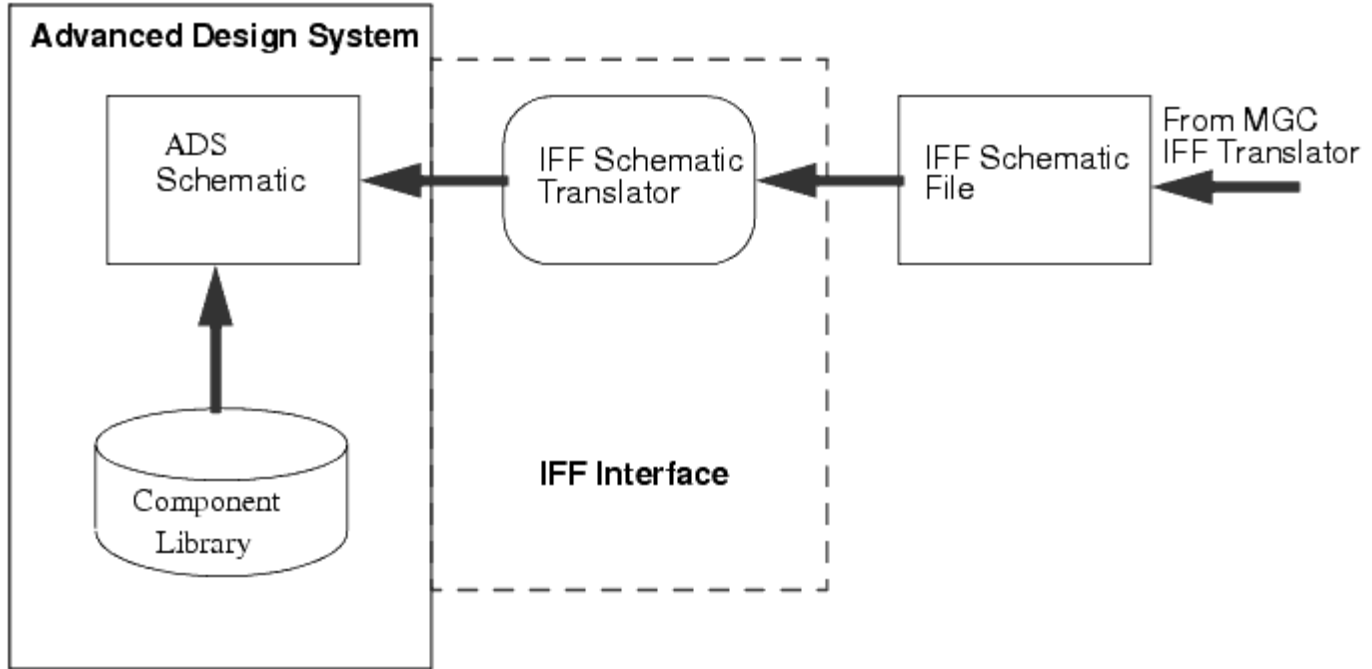 Advanced Design System
ADS
Schematic
IFF Schematic
Translator
IFF Schematic
File
From MGC
IFF Translator
Component
Library
IFF Interface